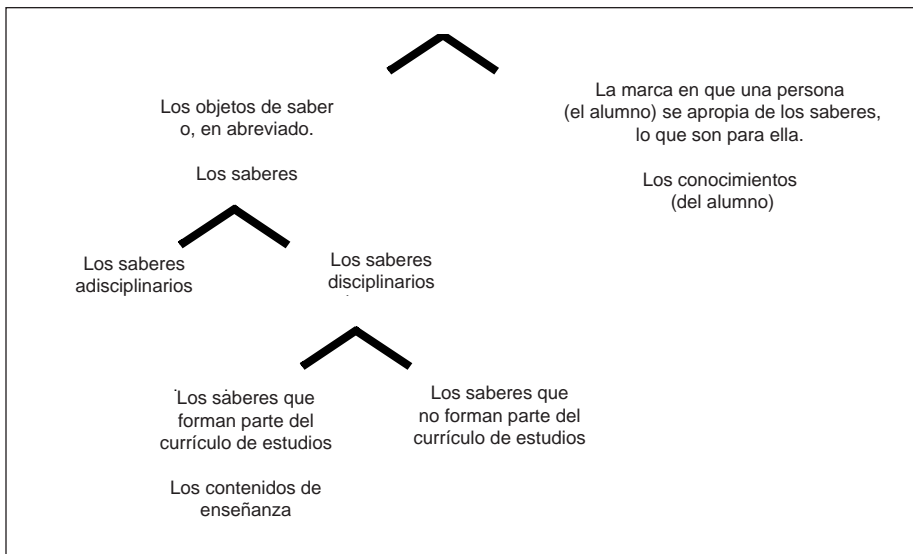 Los objetos de saber
o, en abreviado.
Los saberes
La marca en que una persona
(el alumno) se apropia de los saberes,
lo que son para ella.
Los conocimientos
(del alumno)
Los saberes
adisciplinarios
Los saberes
disciplinarios
Los saberes que
forman parte del
currículo de estudios
Los contenidos de
enseñanza
Los saberes que
no forman parte del
currículo de estudios